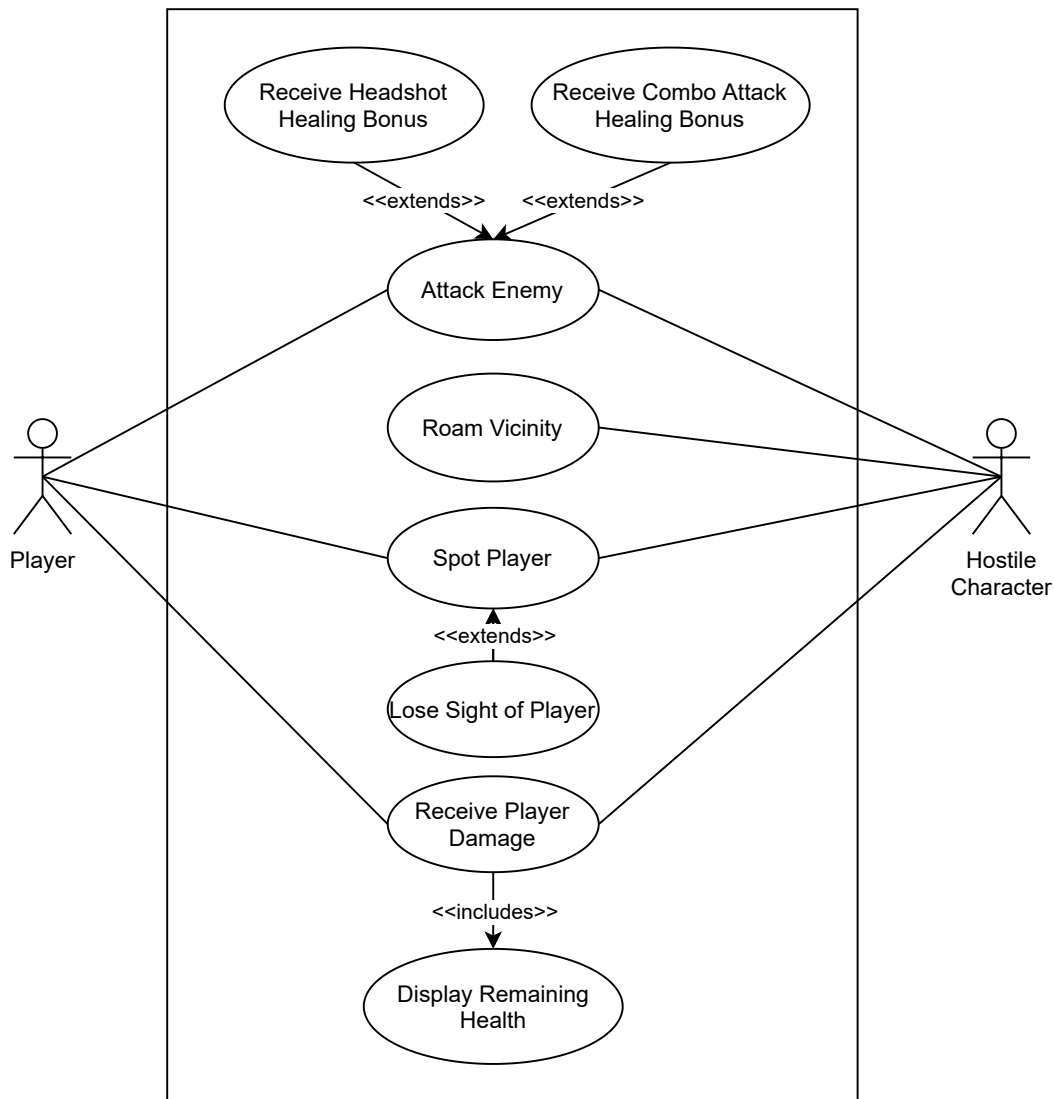 Receive Headshot
Healing Bonus
Receive Combo Attack
Healing Bonus
<<extends>>
<<extends>>
Attack Enemy
Roam Vicinity
Player
Spot Player
Hostile
Character
<<extends>>
Lose Sight of Player
Receive Player
Damage
<<includes>>
Display Remaining
Health